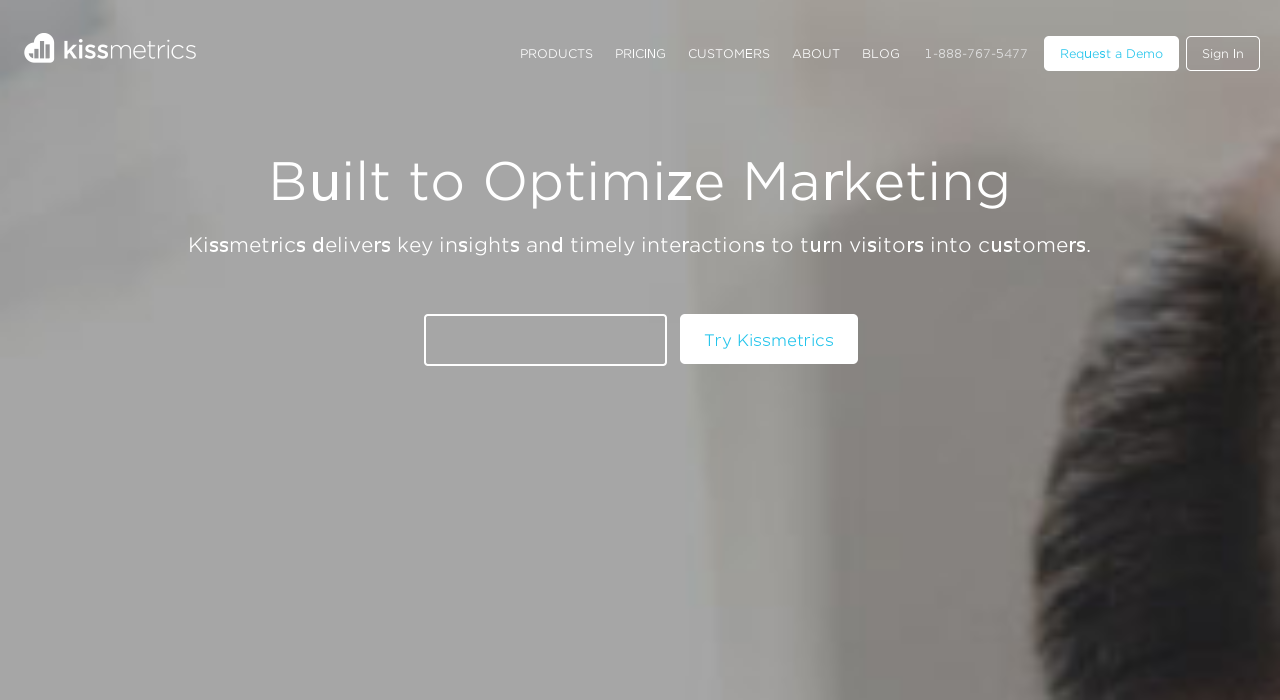 kissmetrics
PRODUCTS PRICING CUSTOMERS ABOUT BLOG 1-888-767-5477 Request a Demo Sign In
Built to Optimize Marketing
Kissmetrics delivers key insights and timely interactions to turn visitors into customers.
Try Kissmetrics